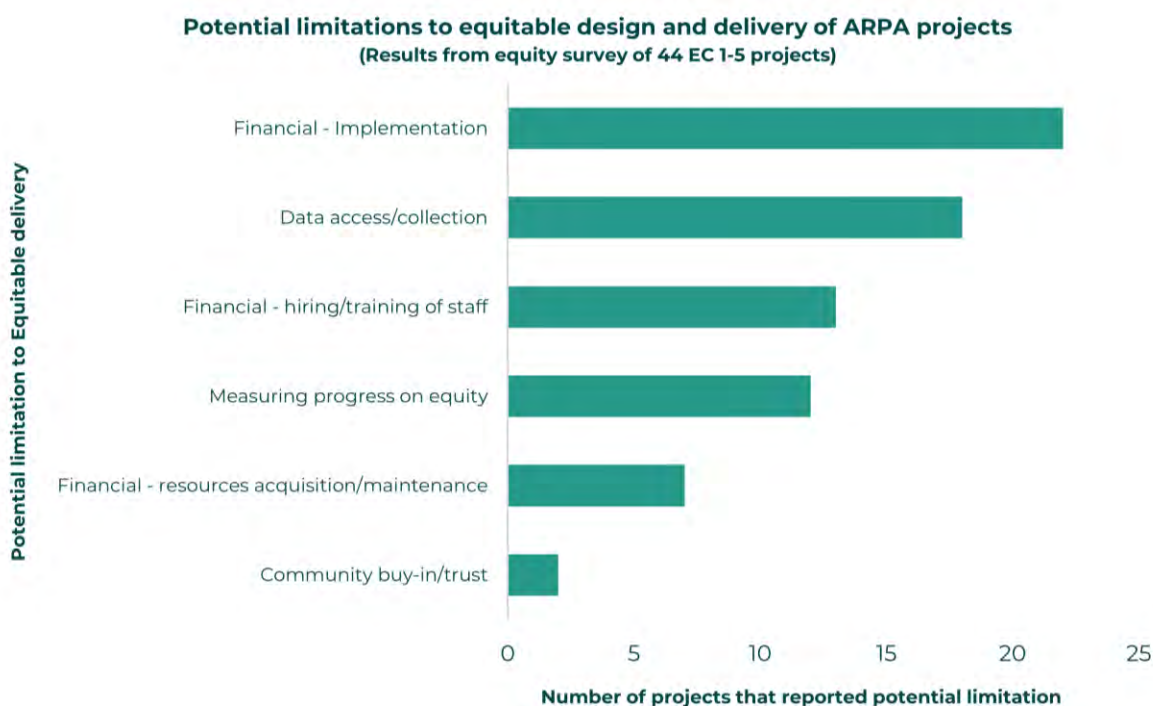 Potential limitations to equitable design and delivery of ARPA projects
(Results from equity survey of 44 EC 1-5 projects)
Potential limitation to Equitable delivery
Financial - Implementation
Data access/collection
Financial - hiring/training of staff
Measuring progress on equity
Financial - resources acquisition/maintenance
Community buy-in/trust
0 5 10 15 20 25
Number of projects that reported potential limitation